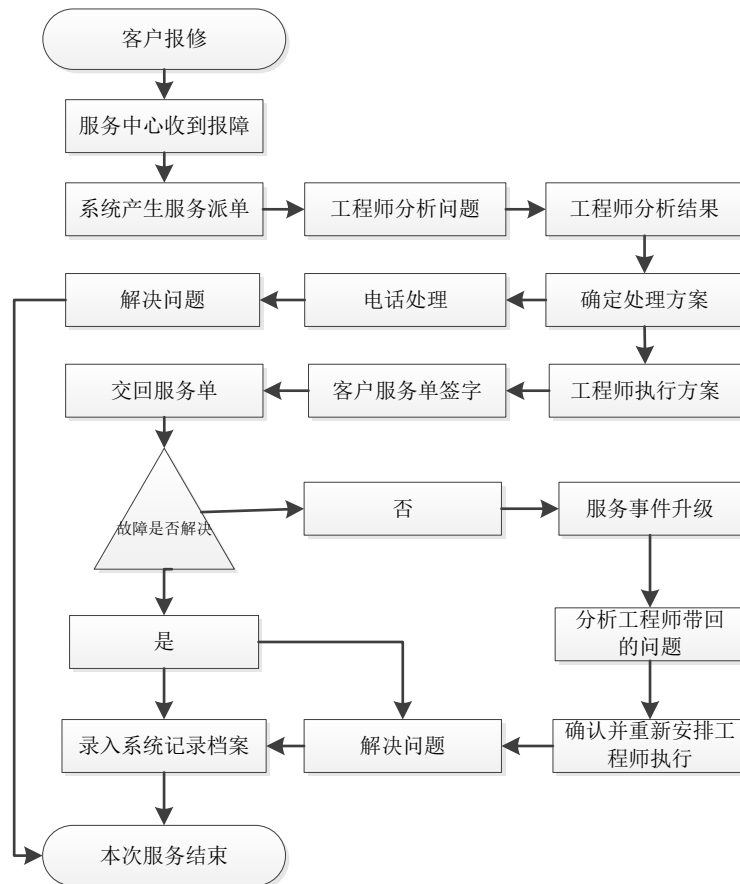 客户报修
服务中心收到报障
系统产生服务派单
工程师分析问题
工程师分析结果
解决问题
电话处理
确定处理方案
交回服务单
客户服务单签字
工程师执行方案
故障是否解决
否
服务事件升级
分析工程师带回
的问题
是
录入系统记录档案
解决问题
确认并重新安排工
程师执行
本次服务结束